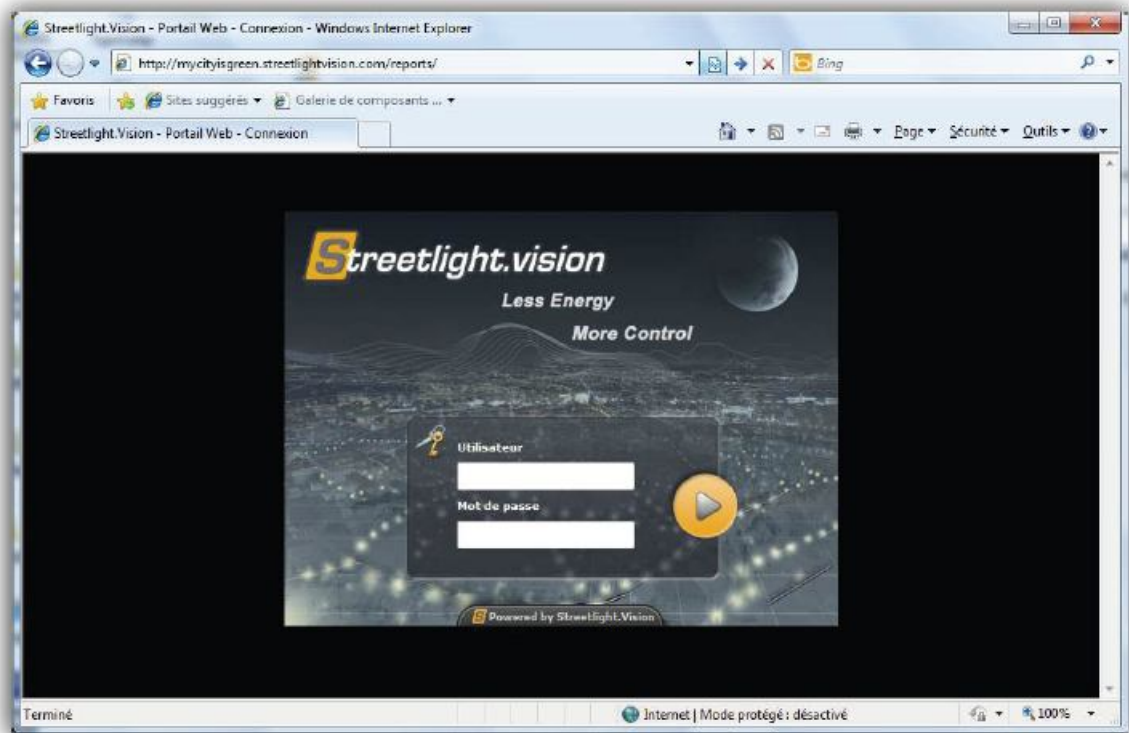 Streetlight.Vision - Portail Web - Connexion - Windows Internet Explorer
http://mycityisgreen.streetlightvision.com/reports/
Bing
Favoris
Sites suggérés
Galerie de composants ...
Streetlight.Vision - Portail Web - Connexion
Page
Sécurité
Outils
Streetlight.vision
Less Energy
More Control
Utilisateur
Mot de passe
S Powered by Streetlight.Vision
Terminé
Internet | Mode protégé : désactivé
100%